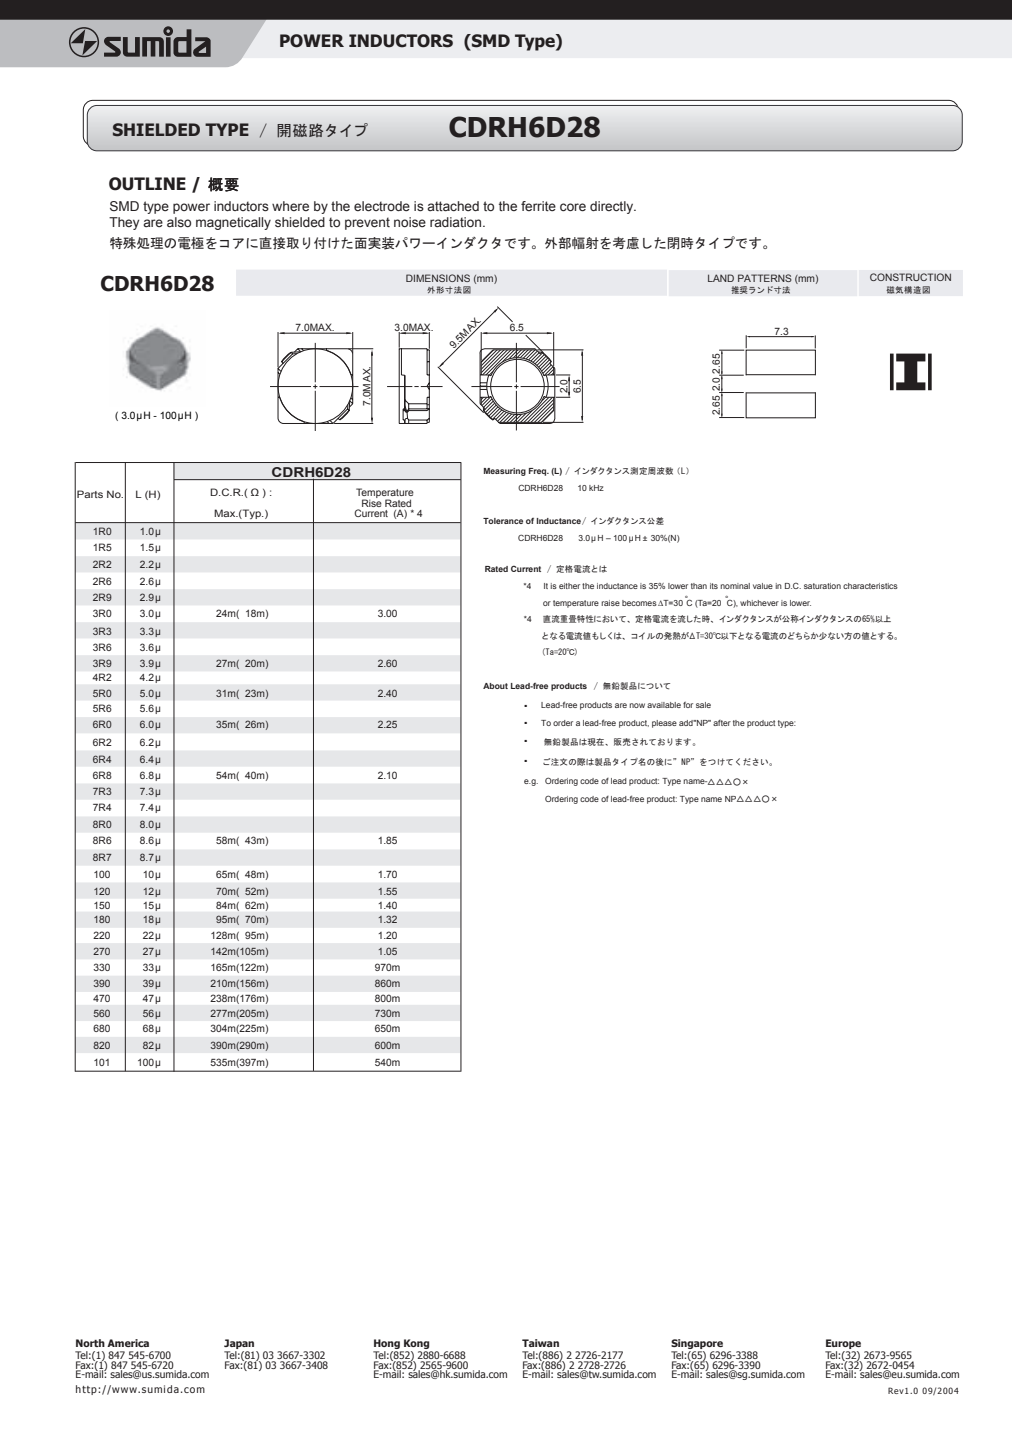 sumida
POWER INDUCTORS (SMD Type)
SHIELDED TYPE / 開磁路タイプ CDRH6D28
OUTLINE / 概要
SMD type power inductors where by the electrode is attached to the ferrite core directly.
They are also magnetically shielded to prevent noise radiation.
特殊処理の電極をコアに直接取り付けた面実装パワーインダクタです。外部輻射を考慮した閉時タイプです。
CDRH6D28
DIMENSIONS (mm)
外形寸法図
LAND PATTERNS (mm)
推奨ランド寸法
CONSTRUCTION
磁気構造図
( 3.0μH - 100μH )
7.0MAX.
7.0MAX.
3.0MAX.
9.5MAX.
6.5
2.0
6.5
7.3
2.65
2.0
2.65
CDRH6D28
Parts No. L (H) D.C.R.( Ω ) : Max.(Typ.) Temperature Rise Rated Current (A) * 4
1R0 1.0μ
1R5 1.5μ
2R2 2.2μ
2R6 2.6μ
2R9 2.9μ
3R0 3.0μ 24m( 18m) 3.00
3R3 3.3μ
3R6 3.6μ
3R9 3.9μ 27m( 20m) 2.60
4R2 4.2μ
5R0 5.0μ 31m( 23m) 2.40
5R6 5.6μ
6R0 6.0μ 35m( 26m) 2.25
6R2 6.2μ
6R4 6.4μ
6R8 6.8μ 54m( 40m) 2.10
7R3 7.3μ
7R4 7.4μ
8R0 8.0μ
8R6 8.6μ 58m( 43m) 1.85
8R7 8.7μ
100 10μ 65m( 48m) 1.70
120 12μ 70m( 52m) 1.55
150 15μ 84m( 62m) 1.40
180 18μ 95m( 70m) 1.32
220 22μ 128m( 95m) 1.20
270 27μ 142m(105m) 1.05
330 33μ 165m(122m) 970m
390 39μ 210m(156m) 860m
470 47μ 238m(176m) 800m
560 56μ 277m(205m) 730m
680 68μ 304m(225m) 650m
820 82μ 390m(290m) 600m
101 100μ 535m(397m) 540m
Measuring Freq. (L) / インダクタンス測定周波数 (L)
CDRH6D28 10 kHz
Tolerance of Inductance / インダクタンス公差
CDRH6D28 3.0μH – 100μH ± 30%(N)
Rated Current / 定格電流とは
*4 It is either the inductance is 35% lower than its nominal value in D.C. saturation characteristics
or temperature raise becomes ΔT=30 °C (Ta=20 °C), whichever is lower.
*4 直流重畳特性において、定格電流を流した時、インダクタンスが公称インダクタンスの65%以上
となる電流値もしくは、コイルの発熱がΔT=30℃以下となる電流のどちらか少ない方の値とする。
(Ta=20℃)
About Lead-free products / 無鉛製品について
• Lead-free products are now available for sale
• To order a lead-free product, please add"NP" after the product type:
• 無鉛製品は現在、販売されております。
• ご注文の際は製品タイプ名の後に”NP”をつけてください。
e.g. Ordering code of lead product: Type name-△△△○×
Ordering code of lead-free product: Type name NP△△△○×
North America
Tel:(1) 847 545-6700
Fax:(1) 847 545-6720
E-mail: sales@us.sumida.com
Japan
Tel:(81) 03 3667-3302
Fax:(81) 03 3667-3408
Hong Kong
Tel:(852) 2880-6688
Fax:(852) 2565-9600
E-mail: sales@hk.sumida.com
Taiwan
Tel:(886) 2 2726-2177
Fax:(886) 2 2728-2726
E-mail: sales@tw.sumida.com
Singapore
Tel:(65) 6296-3388
Fax:(65) 6296-3390
E-mail: sales@sg.sumida.com
Europe
Tel:(32) 2673-9565
Fax:(32) 2672-0454
E-mail: sales@eu.sumida.com
http://www.sumida.com
Rev1.0 09/2004